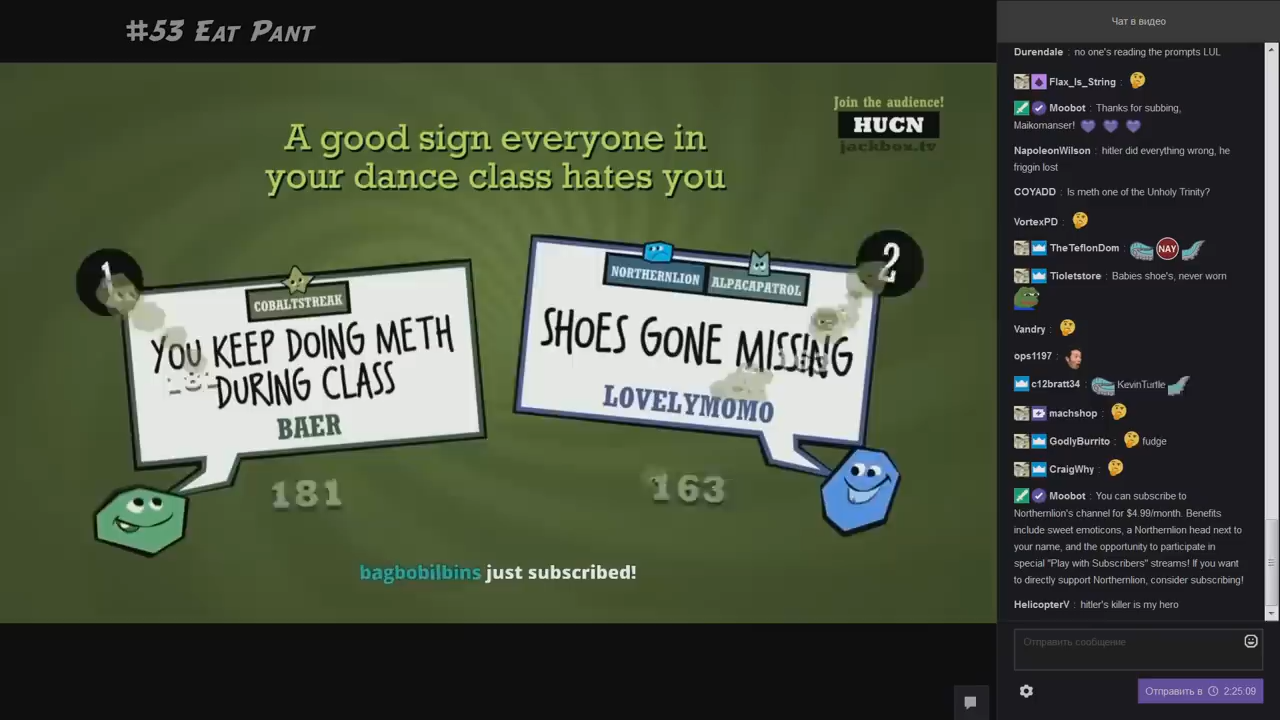 #53 Eat Pant
Join the audience!
HUCN
jackbox.tv
A good sign everyone in
your dance class hates you
1
COBALTSTREAK
YOU KEEP DOING METH
DURING CLASS
BAER
181
2
NORTHERNLION
ALPACAPATROL
SHOES GONE MISSING
LOVELYMOMO
163
bagbobilbins just subscribed!
Чат в видео
Durendale : no one's reading the prompts LUL
Flax_Is_String :
Moobot : Thanks for subbing,
Maikomanser!
NapoleonWilson : hitler did everything wrong, he
friggin lost
COYADD : Is meth one of the Unholy Trinity?
VortexPD :
TheTeflonDom : NAY
Tioletstore : Babies shoe's, never worn
Vandry :
ops1197 :
c12bratt34 : KevinTurtle
machshop :
GodlyBurrito : fudge
CraigWhy :
Moobot : You can subscribe to
Northernlion's channel for $4.99/month. Benefits
include sweet emoticons, a Northernlion head next to
your name, and the opportunity to participate in
special "Play with Subscribers" streams! If you want
to directly support Northernlion, consider subscribing!
HelicopterV : hitler's killer is my hero
Отправить сообщение
Отправить в 2:25:09